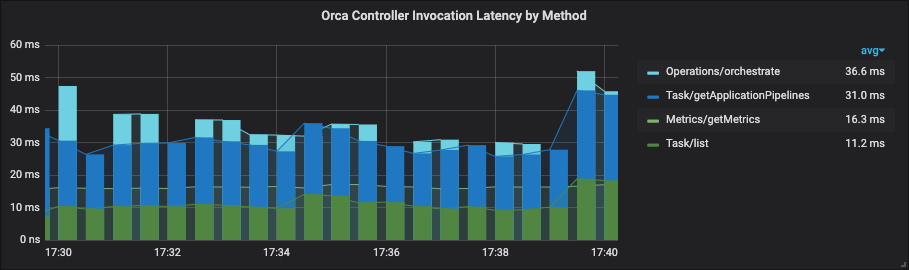 Orca Controller Invocation Latency by Method
60 ms
50 ms
40 ms
30 ms
20 ms
10 ms
0 ns
17:30 17:32 17:34 17:36 17:38 17:40
avg
Operations/orchestrate 36.6 ms
Task/getApplicationPipelines 31.0 ms
Metrics/getMetrics 16.3 ms
Task/list 11.2 ms